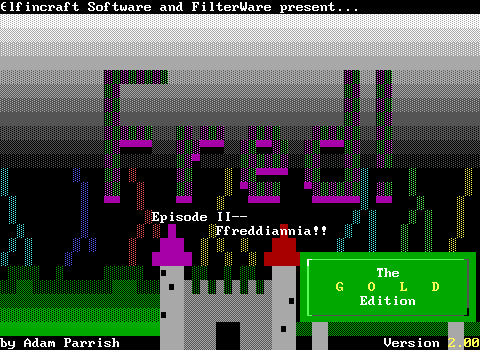 Elfincraft Software and FilterWare present...
Episode II--
Ffreddiannia!!
The
G O L D
Edition
by Adam Parrish
Version 2.00